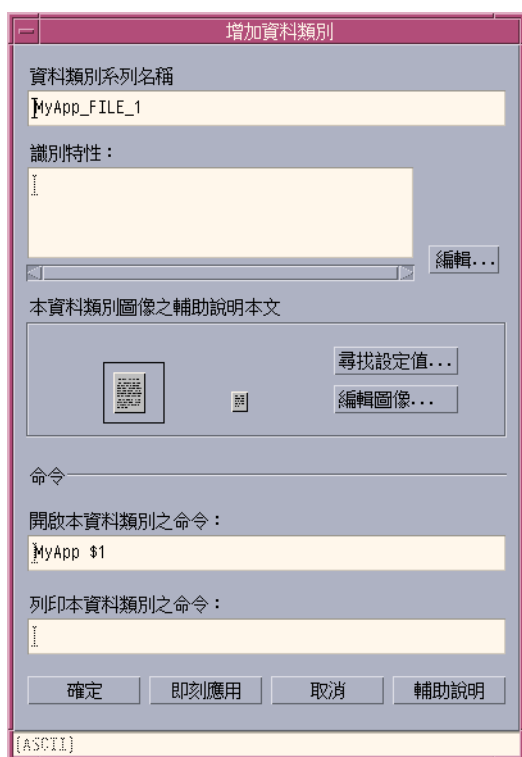 增加資料類別
資料類別系列名稱
MyApp_FILE_1
識別特性：
編輯...
本資料類別圖像之輔助說明本文
尋找設定值...
編輯圖像...
命令
開啟本資料類別之命令：
MyApp $1
列印本資料類別之命令：
確定 即刻應用 取消 輔助說明
[ASCII]